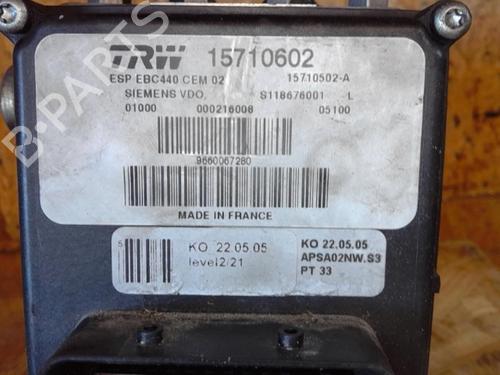 TRW 15710602
ESP EBC440 CEM 02 15710502-A
SIEMENS VDO, S118676001 L
01000 000216008 05100
9660067280
MADE IN FRANCE
KO 22.05.05
level2/21
KO 22.05.05
APSA02NW.S3
PT 33